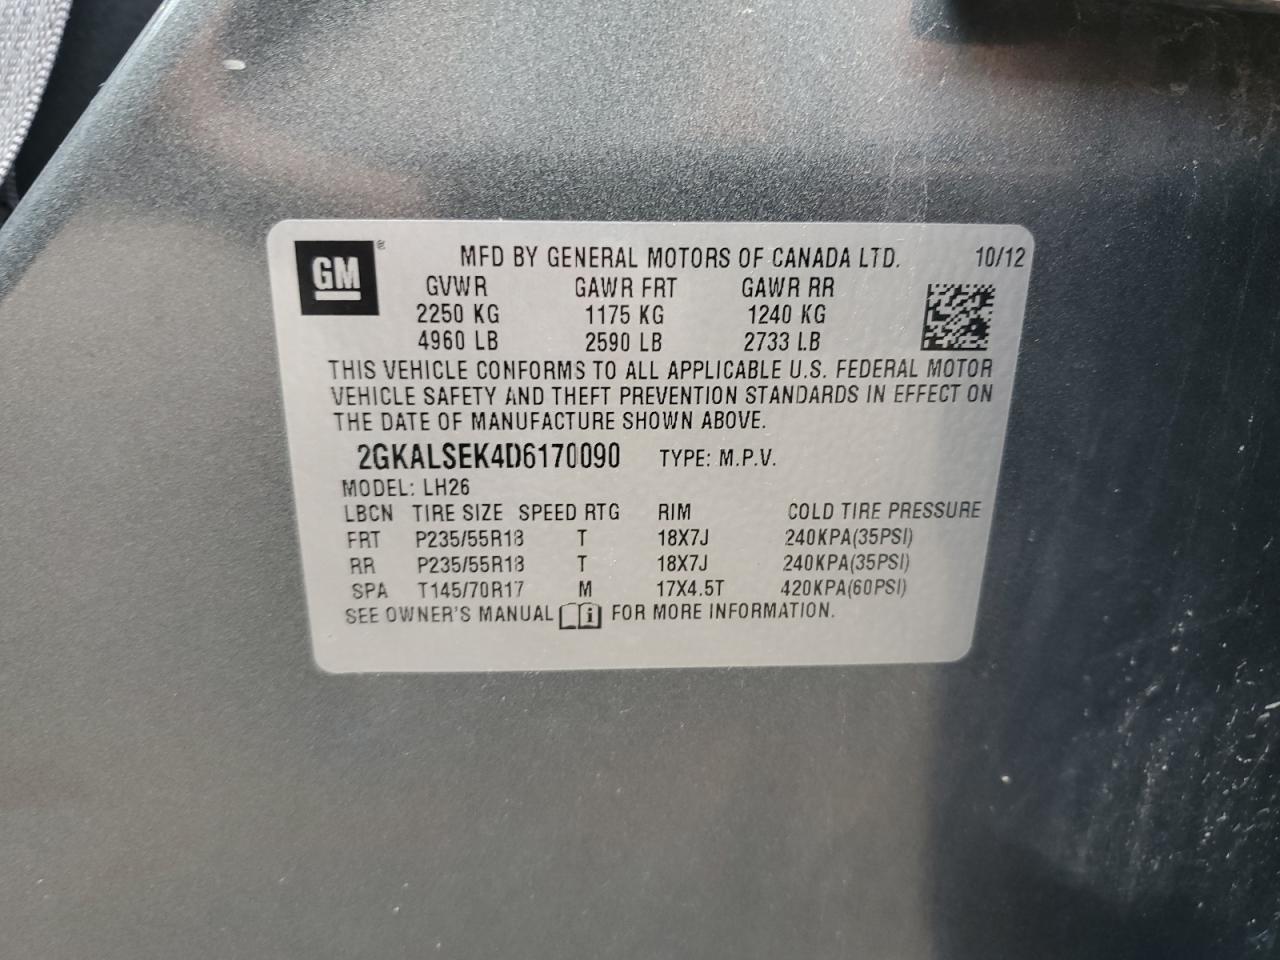 GM ® MFD BY GENERAL MOTORS OF CANADA LTD. 10/12
GVWR GAWR FRT GAWR RR
2250 KG 1175 KG 1240 KG
4960 LB 2590 LB 2733 LB
THIS VEHICLE CONFORMS TO ALL APPLICABLE U.S. FEDERAL MOTOR
VEHICLE SAFETY AND THEFT PREVENTION STANDARDS IN EFFECT ON
THE DATE OF MANUFACTURE SHOWN ABOVE.
2GKALSEK4D6170090 TYPE: M.P.V.
MODEL: LH26
LBCN TIRE SIZE SPEED RTG RIM COLD TIRE PRESSURE
FRT P235/55R18 T 18X7J 240KPA(35PSI)
RR P235/55R18 T 18X7J 240KPA(35PSI)
SPA T145/70R17 M 17X4.5T 420KPA(60PSI)
SEE OWNER'S MANUAL i FOR MORE INFORMATION.